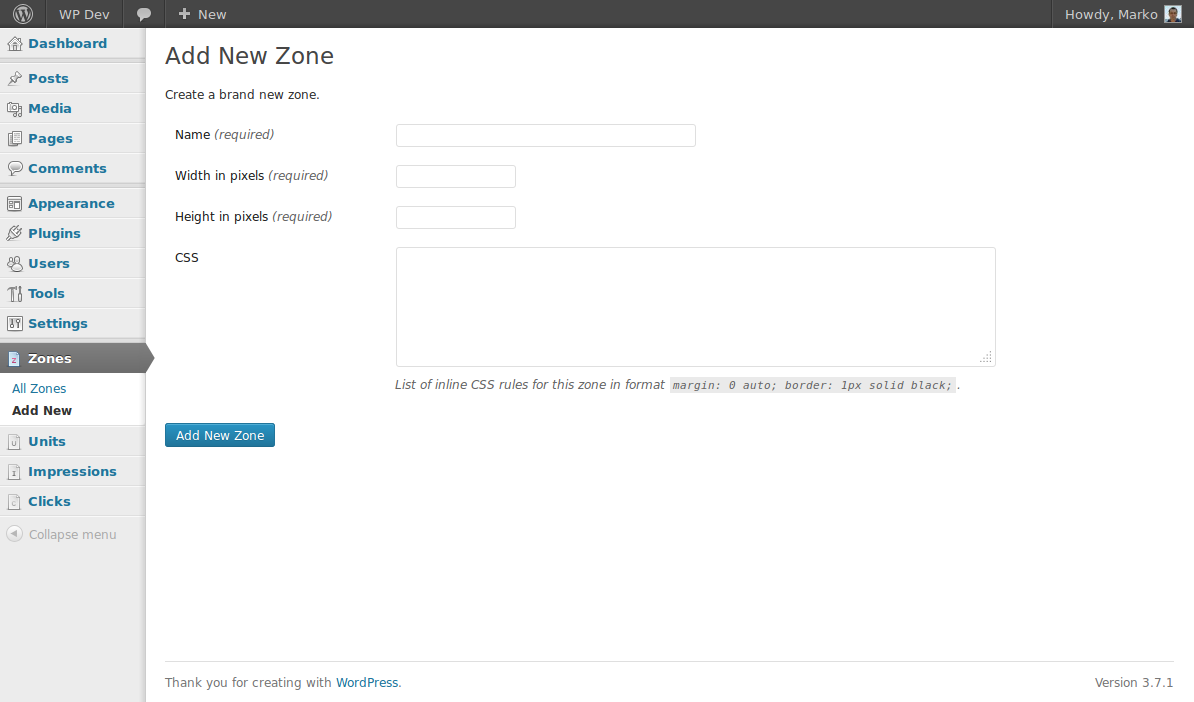 WP Dev
New
Howdy, Marko
Dashboard
Posts
Media
Pages
Comments
Appearance
Plugins
Users
Tools
Settings
Zones
All Zones
Add New
Units
Impressions
Clicks
Collapse menu
Add New Zone
Create a brand new zone.
Name (required)
Width in pixels (required)
Height in pixels (required)
CSS
List of inline CSS rules for this zone in format margin: 0 auto; border: 1px solid black; .
Add New Zone
Thank you for creating with WordPress.
Version 3.7.1